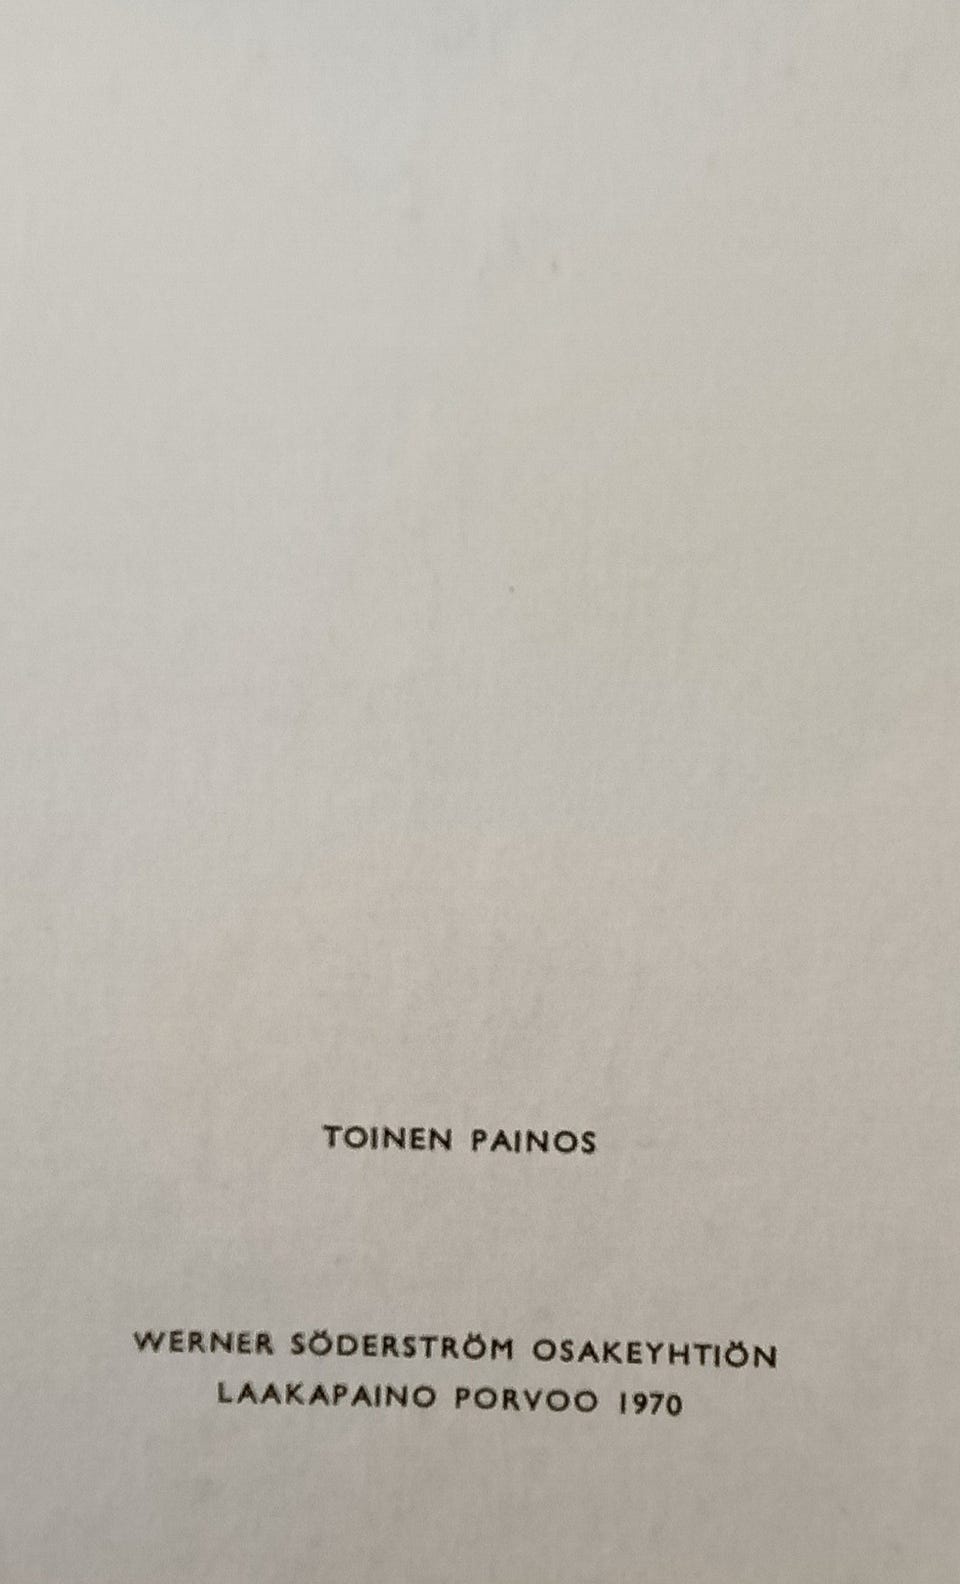 TOINEN PAINOS
WERNER SÖDERSTRÖM OSAKEYHTIÖN
LAAKAPAINO PORVOO 1970